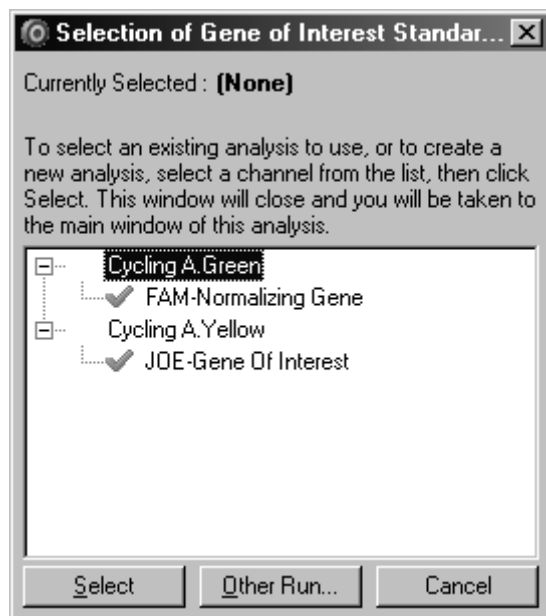 Selection of Gene of Interest Standar...
Currently Selected : (None)
To select an existing analysis to use, or to create a
new analysis, select a channel from the list, then click
Select. This window will close and you will be taken to
the main window of this analysis.
Cycling A.Green
FAM-Normalizing Gene
Cycling A.Yellow
JOE-Gene Of Interest
Select Other Run... Cancel